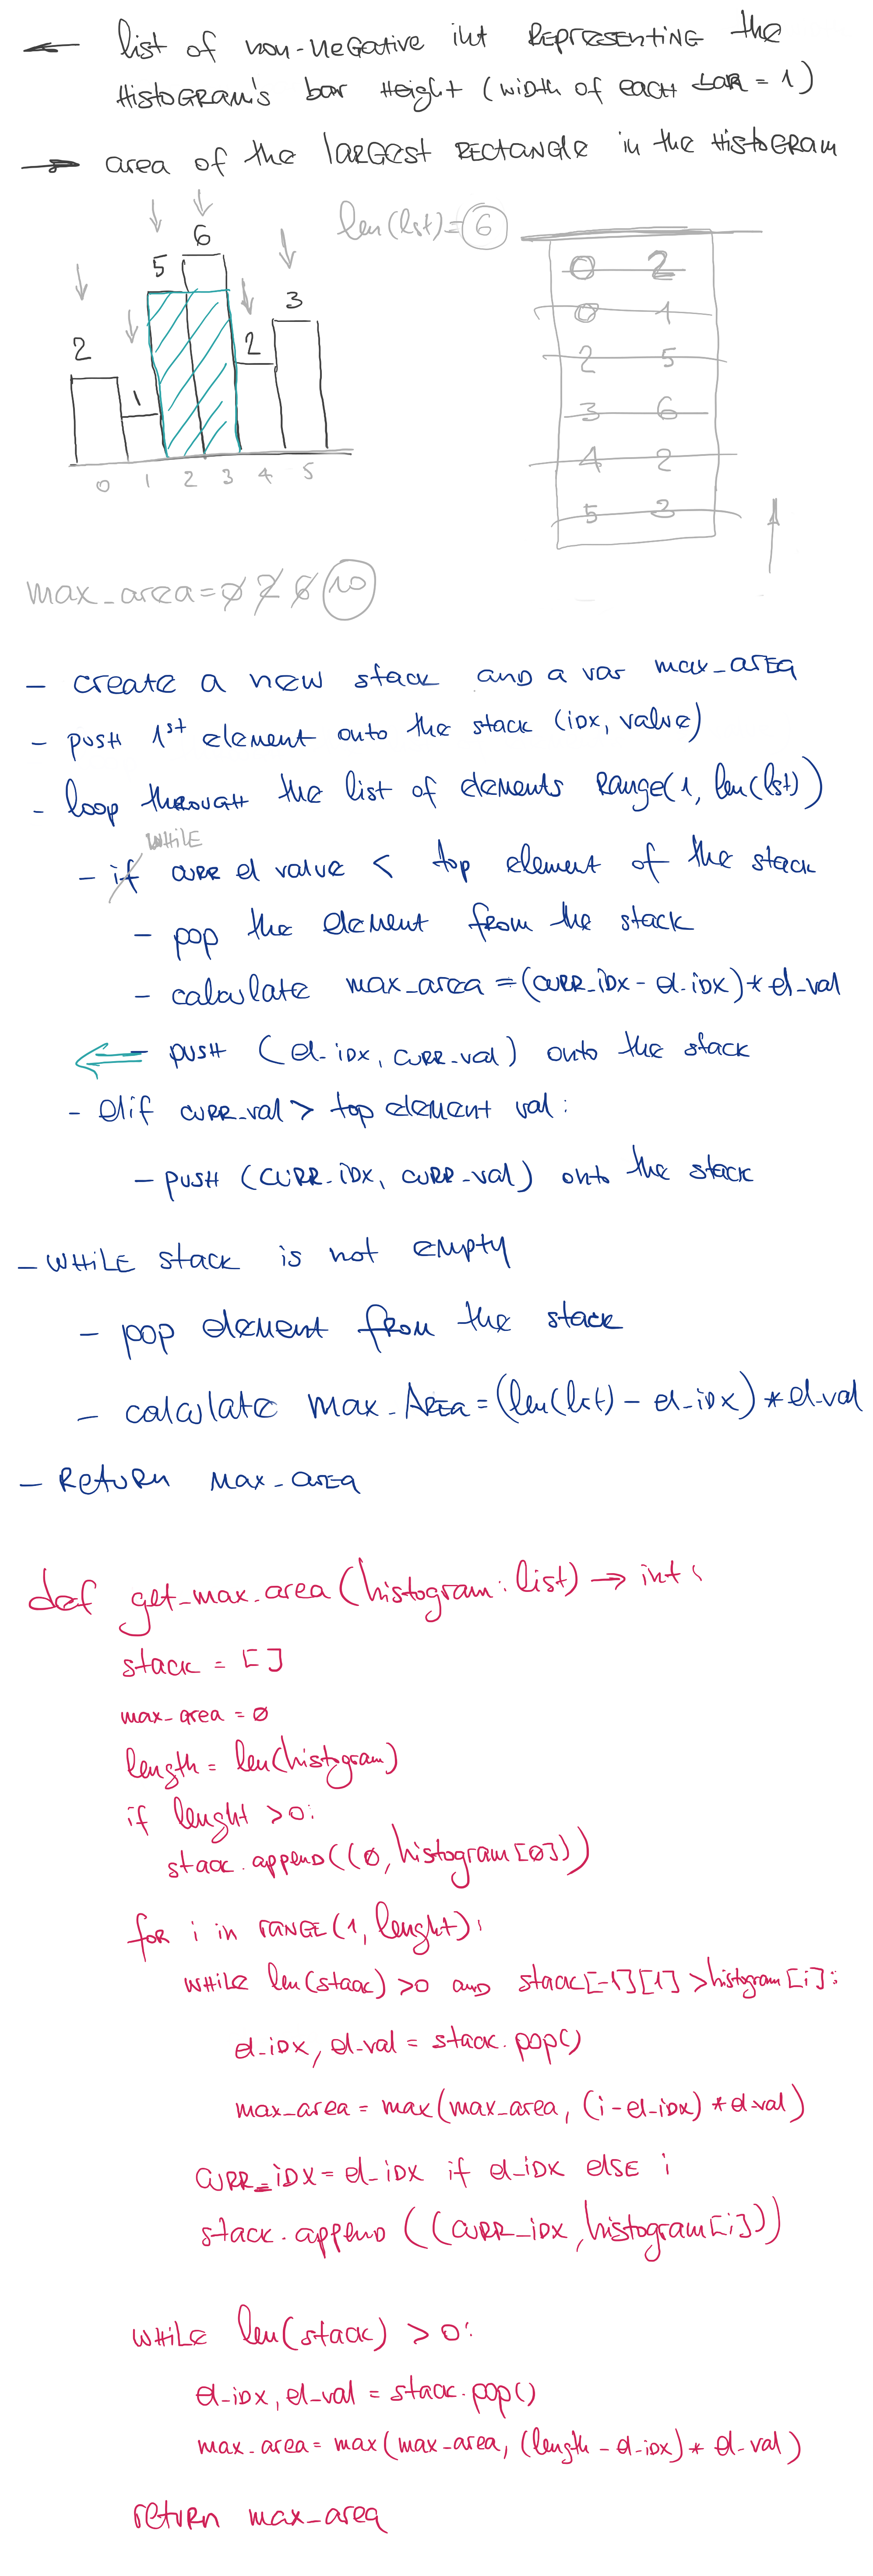 ← list of non-negative int representing the
histogram's bar height (width of each bar = 1)
→ area of the largest rectangle in the histogram
len(lst)=6
6
5
3
2
2
1
0 1 2 3 4 5
0 2
0 1
2 5
3 6
4 2
5 3
max_area = 0 2 6 10
- create a new stack and a var max_area
- push 1st element onto the stack (idx, value)
- loop through the list of elements range(1, len(lst))
while
- if curr el value < top element of the stack
- pop the element from the stack
- calculate max_area = (curr_idx - el_idx) * el_val
← push (el_idx, curr_val) onto the stack
- elif curr_val > top element val:
- push (curr_idx, curr_val) onto the stack
- while stack is not empty
- pop element from the stack
- calculate max_area = (len(lst) - el_idx) * el_val
- return max_area
def get_max_area(histogram: list) → int:
stack = []
max_area = 0
length = len(histogram)
if lenght > 0:
stack.append((0, histogram[0]))
for i in range(1, lenght):
while len(stack) > 0 and stack[-1][1] > histogram[i]:
el_idx, el_val = stack.pop()
max_area = max(max_area, (i - el_idx) * el_val)
curr_idx = el_idx if el_idx else i
stack.append((curr_idx, histogram[i]))
while len(stack) > 0:
el_idx, el_val = stack.pop()
max_area = max(max_area, (length - el_idx) * el_val)
return max_area